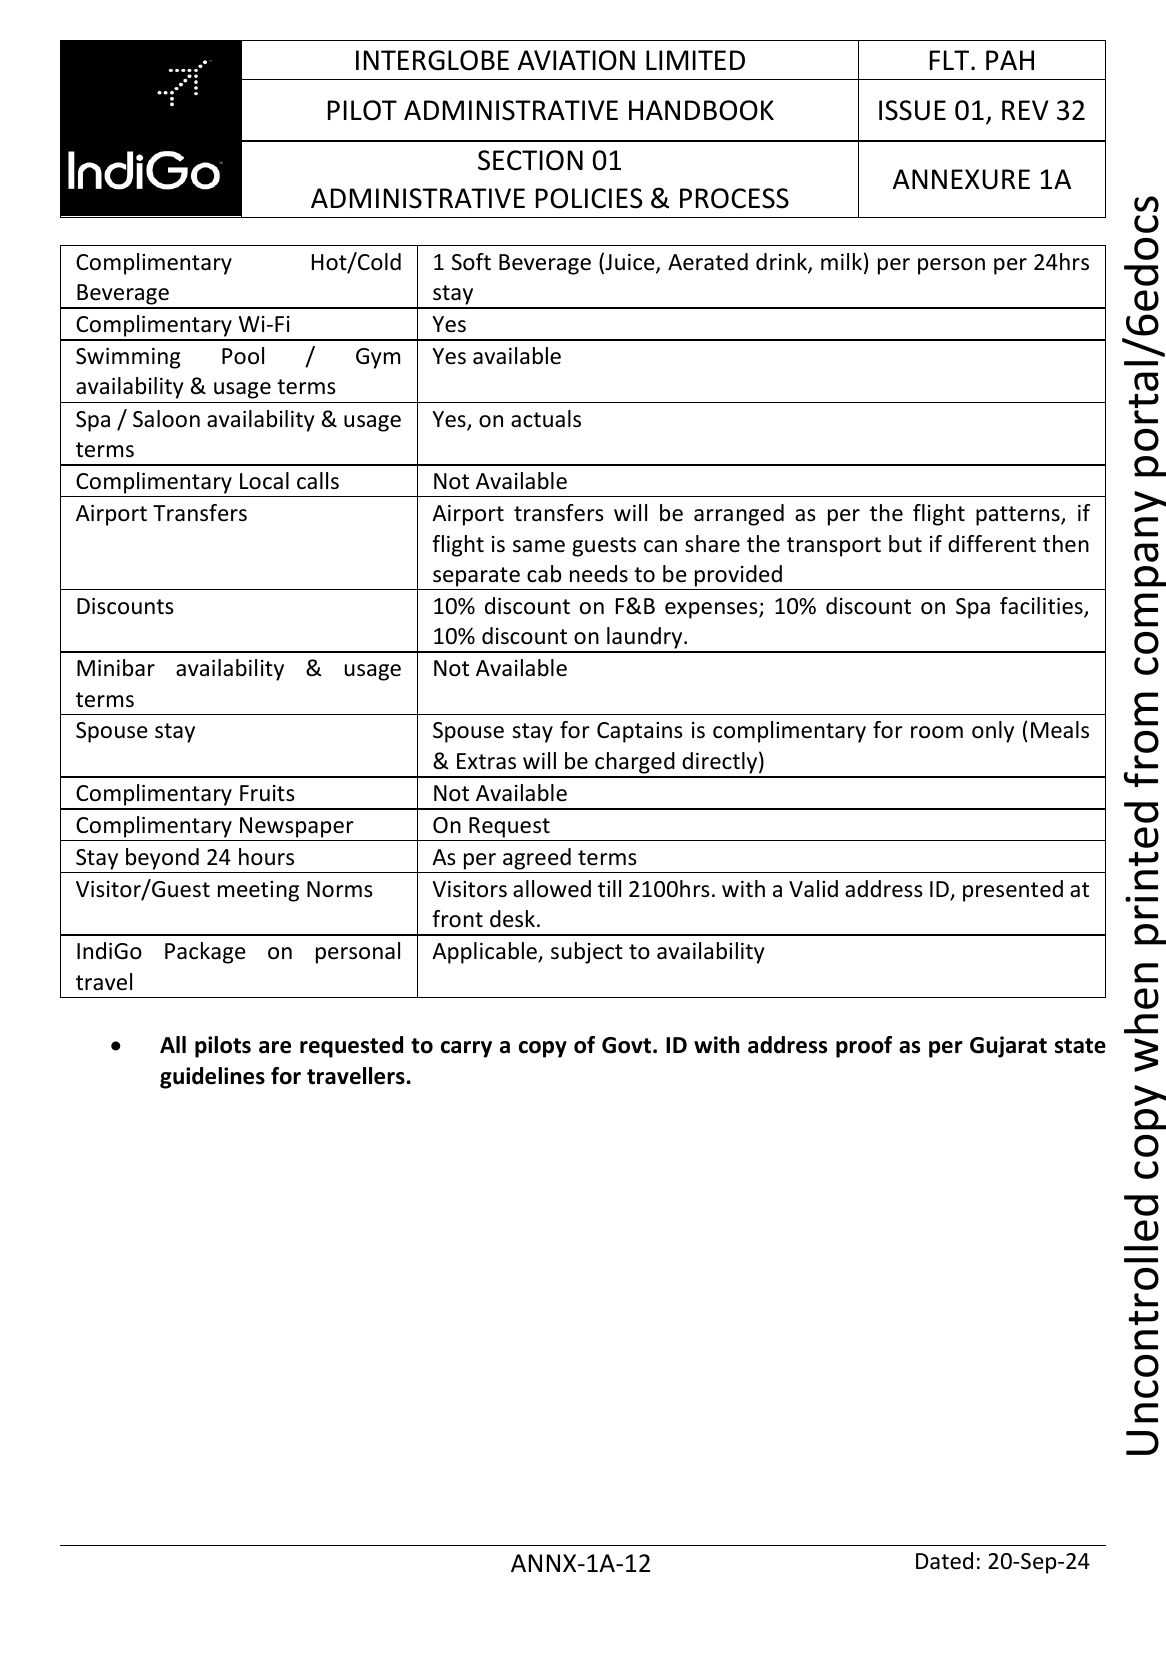 INTERGLOBE AVIATION LIMITED
FLT. PAH
PILOT ADMINISTRATIVE HANDBOOK
ISSUE 01, REV 32
IndiGo
SECTION 01
ADMINISTRATIVE POLICIES & PROCESS
ANNEXURE 1A
Complimentary Hot/Cold
Beverage
1 Soft Beverage (Juice, Aerated drink, milk) per person per 24hrs
stay
Complimentary Wi-Fi
Yes
Swimming Pool / Gym
availability & usage terms
Yes available
Spa / Saloon availability & usage
terms
Yes, on actuals
Complimentary Local calls
Not Available
Airport Transfers
Airport transfers will be arranged as per the flight patterns, if
flight is same guests can share the transport but if different then
separate cab needs to be provided
Discounts
10% discount on F&B expenses; 10% discount on Spa facilities,
10% discount on laundry.
Minibar availability & usage
terms
Not Available
Spouse stay
Spouse stay for Captains is complimentary for room only (Meals
& Extras will be charged directly)
Complimentary Fruits
Not Available
Complimentary Newspaper
On Request
Stay beyond 24 hours
As per agreed terms
Visitor/Guest meeting Norms
Visitors allowed till 2100hrs. with a Valid address ID, presented at
front desk.
IndiGo Package on personal
travel
Applicable, subject to availability
• All pilots are requested to carry a copy of Govt. ID with address proof as per Gujarat state
guidelines for travellers.
ANNX-1A-12
Dated: 20-Sep-24
Uncontrolled copy when printed from company portal/6edocs